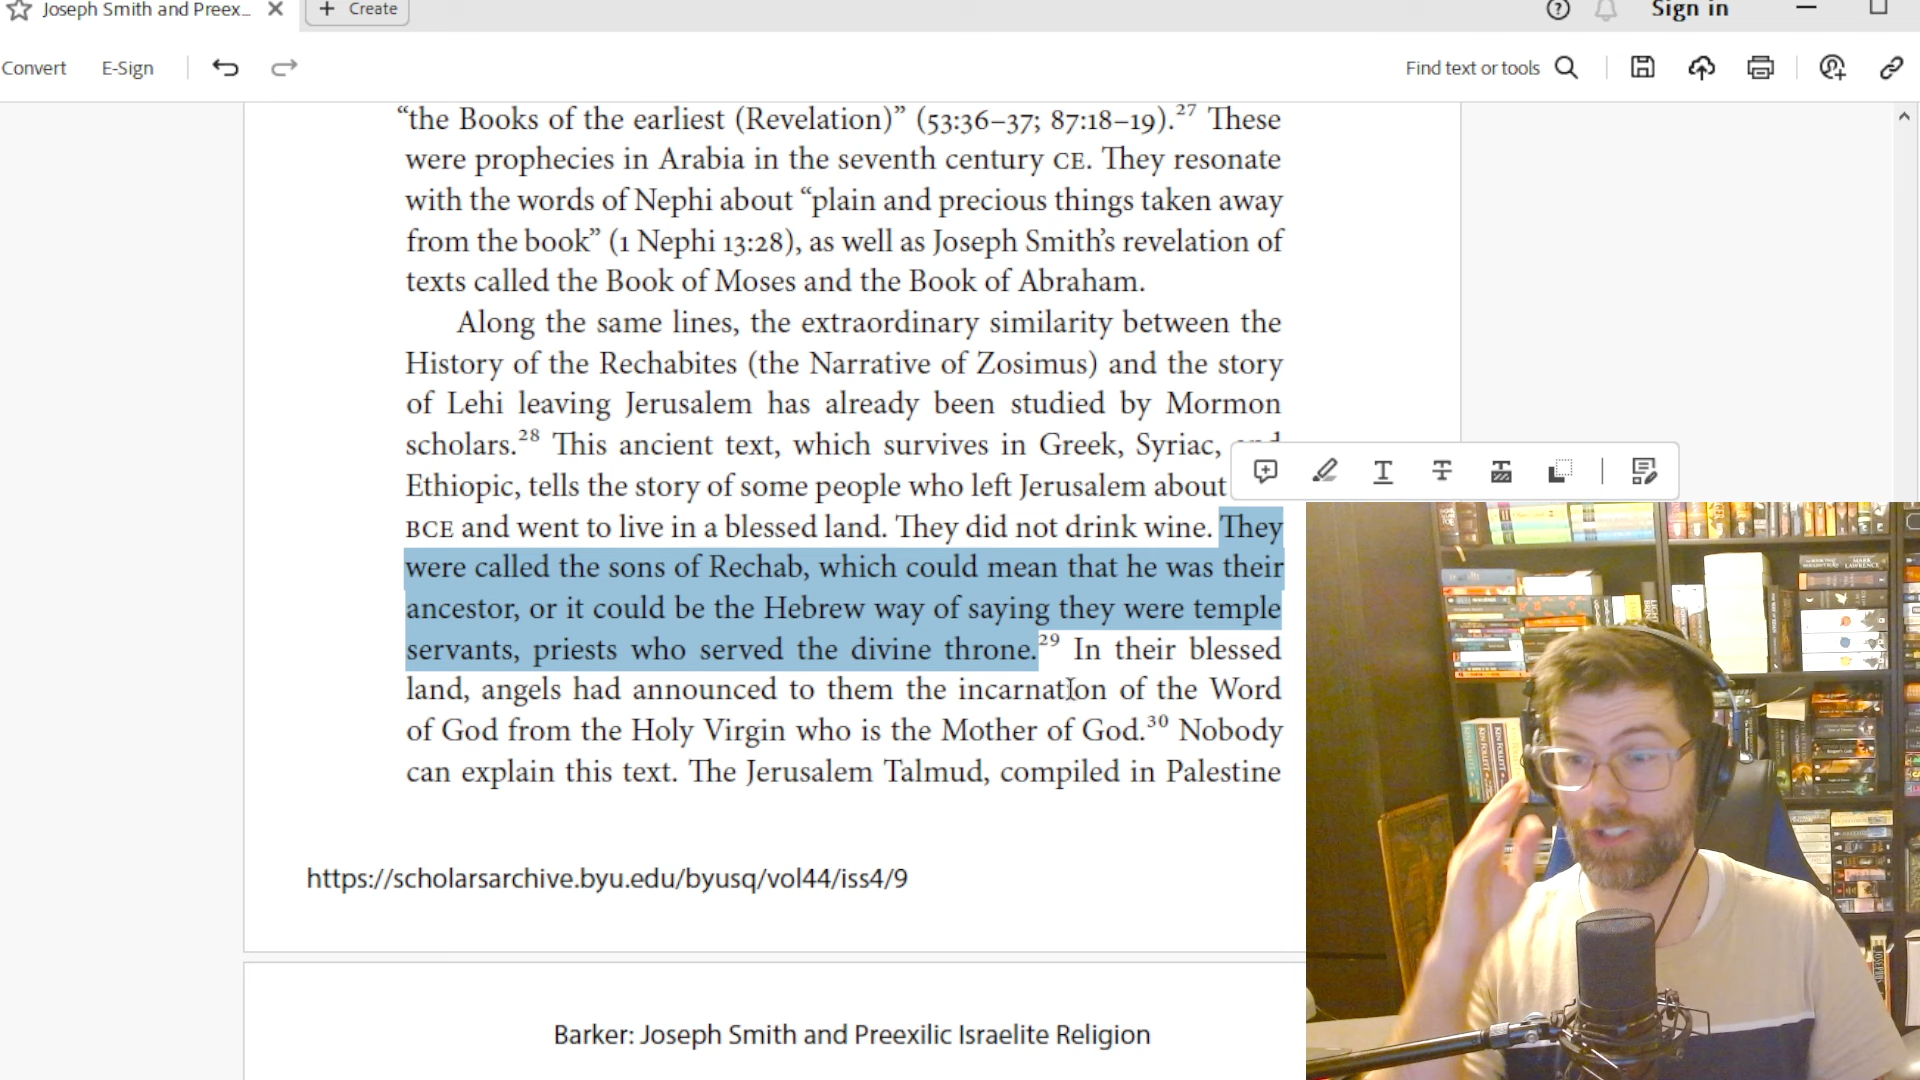 Joseph Smith and Preex...
Create
Sign in
Convert
E-Sign
Find text or tools
“the Books of the earliest (Revelation)” (53:36–37; 87:18–19).27 These
were prophecies in Arabia in the seventh century CE. They resonate
with the words of Nephi about “plain and precious things taken away
from the book” (1 Nephi 13:28), as well as Joseph Smith’s revelation of
texts called the Book of Moses and the Book of Abraham.
Along the same lines, the extraordinary similarity between the
History of the Rechabites (the Narrative of Zosimus) and the story
of Lehi leaving Jerusalem has already been studied by Mormon
scholars.28 This ancient text, which survives in Greek, Syriac, and
Ethiopic, tells the story of some people who left Jerusalem about
BCE and went to live in a blessed land. They did not drink wine. They
were called the sons of Rechab, which could mean that he was their
ancestor, or it could be the Hebrew way of saying they were temple
servants, priests who served the divine throne.29 In their blessed
land, angels had announced to them the incarnation of the Word
of God from the Holy Virgin who is the Mother of God.30 Nobody
can explain this text. The Jerusalem Talmud, compiled in Palestine
https://scholarsarchive.byu.edu/byusq/vol44/iss4/9
Barker: Joseph Smith and Preexilic Israelite Religion
KEN FOLLETT
MARK LAWRENCE